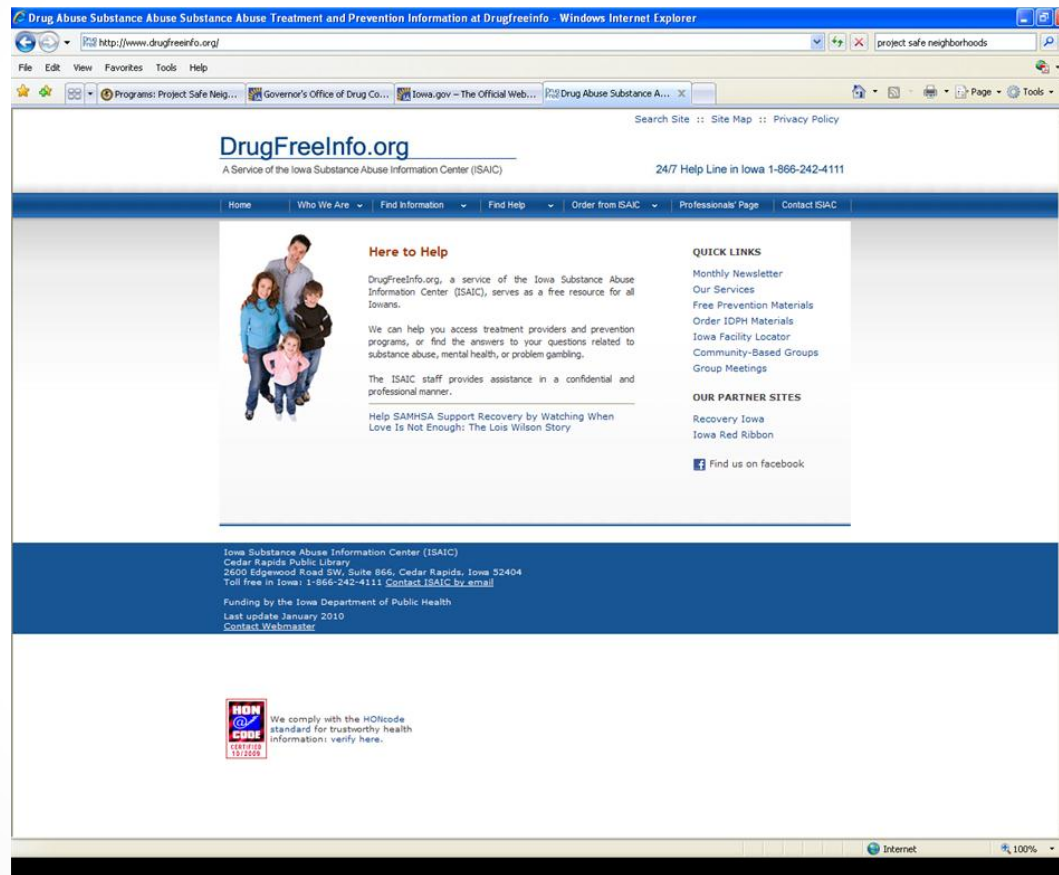 Drug Abuse Substance Abuse Substance Abuse Treatment and Prevention Information at Drugfreeinfo - Windows Internet Explorer
http://www.drugfreeinfo.org/
project safe neighborhoods
File Edit View Favorites Tools Help
Programs: Project Safe Neig... Governor's Office of Drug Co... Iowa.gov – The Official Web... Drug Abuse Substance A... Page Tools
Search Site :: Site Map :: Privacy Policy
DrugFreeInfo.org
A Service of the Iowa Substance Abuse Information Center (ISAIC)
24/7 Help Line in Iowa 1-866-242-4111
Home Who We Are Find Information Find Help Order from ISAIC Professionals' Page Contact ISIAC
Here to Help
DrugFreeInfo.org, a service of the Iowa Substance Abuse
Information Center (ISAIC), serves as a free resource for all
Iowans.
We can help you access treatment providers and prevention
programs, or find the answers to your questions related to
substance abuse, mental health, or problem gambling.
The ISAIC staff provides assistance in a confidential and
professional manner.
Help SAMHSA Support Recovery by Watching When
Love Is Not Enough: The Lois Wilson Story
QUICK LINKS
Monthly Newsletter
Our Services
Free Prevention Materials
Order IDPH Materials
Iowa Facility Locator
Community-Based Groups
Group Meetings
OUR PARTNER SITES
Recovery Iowa
Iowa Red Ribbon
Find us on facebook
Iowa Substance Abuse Information Center (ISAIC)
Cedar Rapids Public Library
2600 Edgewood Road SW, Suite 866, Cedar Rapids, Iowa 52404
Toll free in Iowa: 1-866-242-4111 Contact ISAIC by email
Funding by the Iowa Department of Public Health
Last update January 2010
Contact Webmaster
HON
@
CODE
CERTIFIED
10/2009
We comply with the HONcode
standard for trustworthy health
information: verify here.
Internet 100%